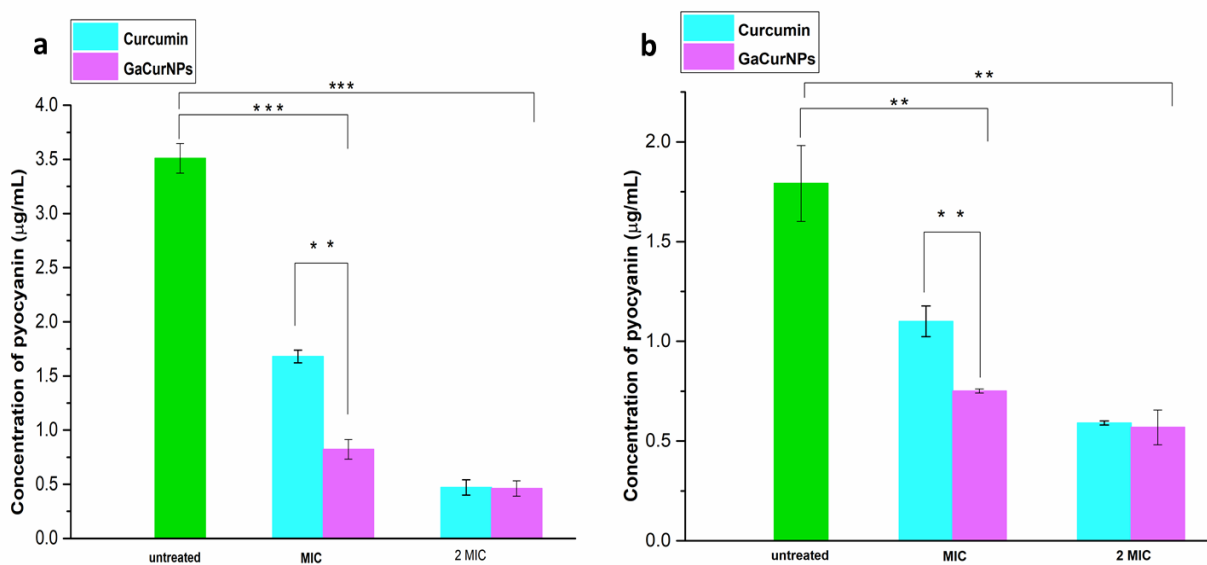 a
Curcumin
GaCurNPs
***
***
* *
Concentration of pyocyanin (μg/mL)
4.0
3.5
3.0
2.5
2.0
1.5
1.0
0.5
0.0
untreated
MIC
2 MIC
b
Curcumin
GaCurNPs
**
**
* *
Concentration of pyocyanin (μg/mL)
2.0
1.5
1.0
0.5
0.0
untreated
MIC
2 MIC